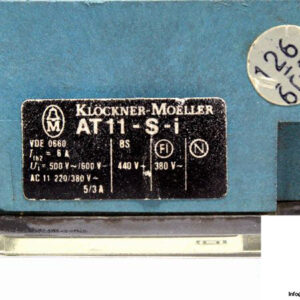 KLÖCKNER-MOELLER
AT11-S-i
VDE 0660 BS FI N
Ith2 = 6 A
Ui = 500 V~/600 V- 440 V~ 380 V~
AC 11 220/380 V~
5/3 A
126